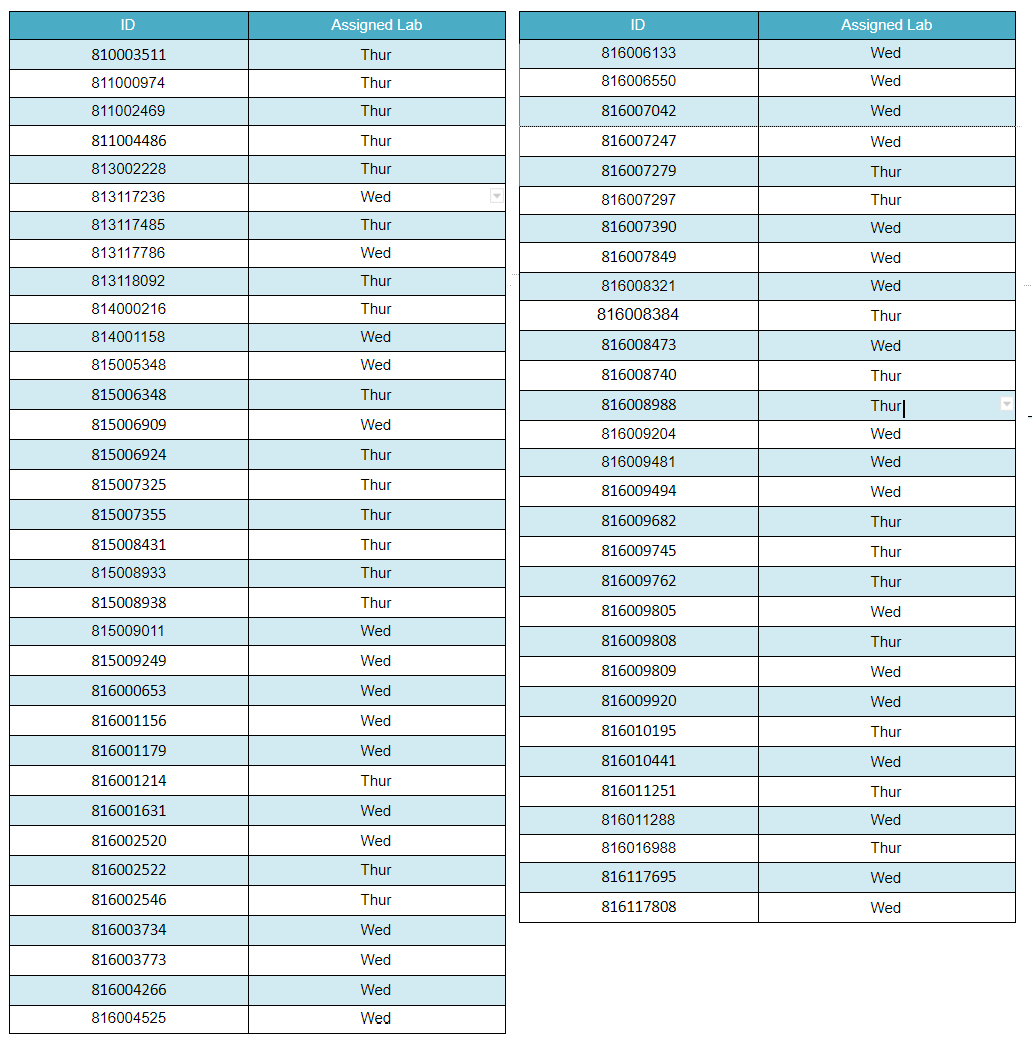 ID Assigned Lab
810003511 Thur
811000974 Thur
811002469 Thur
811004486 Thur
813002228 Thur
813117236 Wed
813117485 Thur
813117786 Wed
813118092 Thur
814000216 Thur
814001158 Wed
815005348 Wed
815006348 Thur
815006909 Wed
815006924 Thur
815007325 Thur
815007355 Thur
815008431 Thur
815008933 Thur
815008938 Thur
815009011 Wed
815009249 Wed
816000653 Wed
816001156 Wed
816001179 Wed
816001214 Thur
816001631 Wed
816002520 Wed
816002522 Thur
816002546 Thur
816003734 Wed
816003773 Wed
816004266 Wed
816004525 Wed
ID Assigned Lab
816006133 Wed
816006550 Wed
816007042 Wed
816007247 Wed
816007279 Thur
816007297 Thur
816007390 Wed
816007849 Wed
816008321 Wed
816008384 Thur
816008473 Wed
816008740 Thur
816008988 Thur
816009204 Wed
816009481 Wed
816009494 Wed
816009682 Thur
816009745 Thur
816009762 Thur
816009805 Wed
816009808 Thur
816009809 Wed
816009920 Wed
816010195 Thur
816010441 Wed
816011251 Thur
816011288 Wed
816016988 Thur
816117695 Wed
816117808 Wed